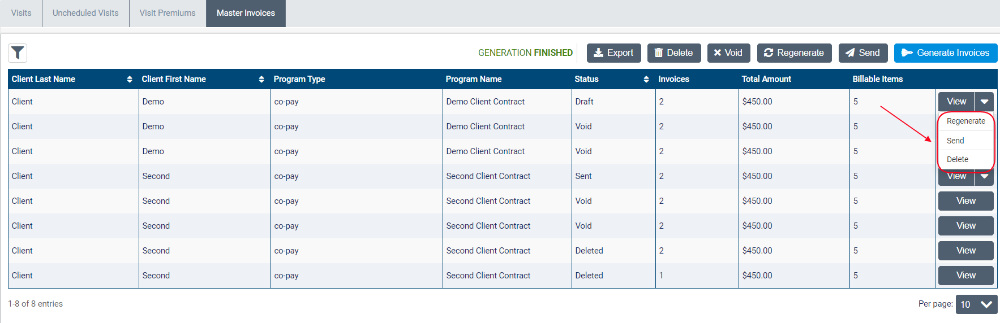 Visits Uncheduled Visits Visit Premiums Master Invoices
GENERATION FINISHED Export Delete Void Regenerate Send Generate Invoices
Client Last Name Client First Name Program Type Program Name Status Invoices Total Amount Billable Items
Client Demo co-pay Demo Client Contract Draft 2 $450.00 5 View
Regenerate
Client Demo co-pay Demo Client Contract Void 2 $450.00 5
Send
Client Demo co-pay Demo Client Contract Void 2 $450.00 5
Delete
Client Second co-pay Second Client Contract Sent 2 $450.00 5 View
Client Second co-pay Second Client Contract Void 2 $450.00 5 View
Client Second co-pay Second Client Contract Void 2 $450.00 5 View
Client Second co-pay Second Client Contract Deleted 2 $450.00 5 View
Client Second co-pay Second Client Contract Deleted 1 $450.00 5 View
1-8 of 8 entries Per page: 10